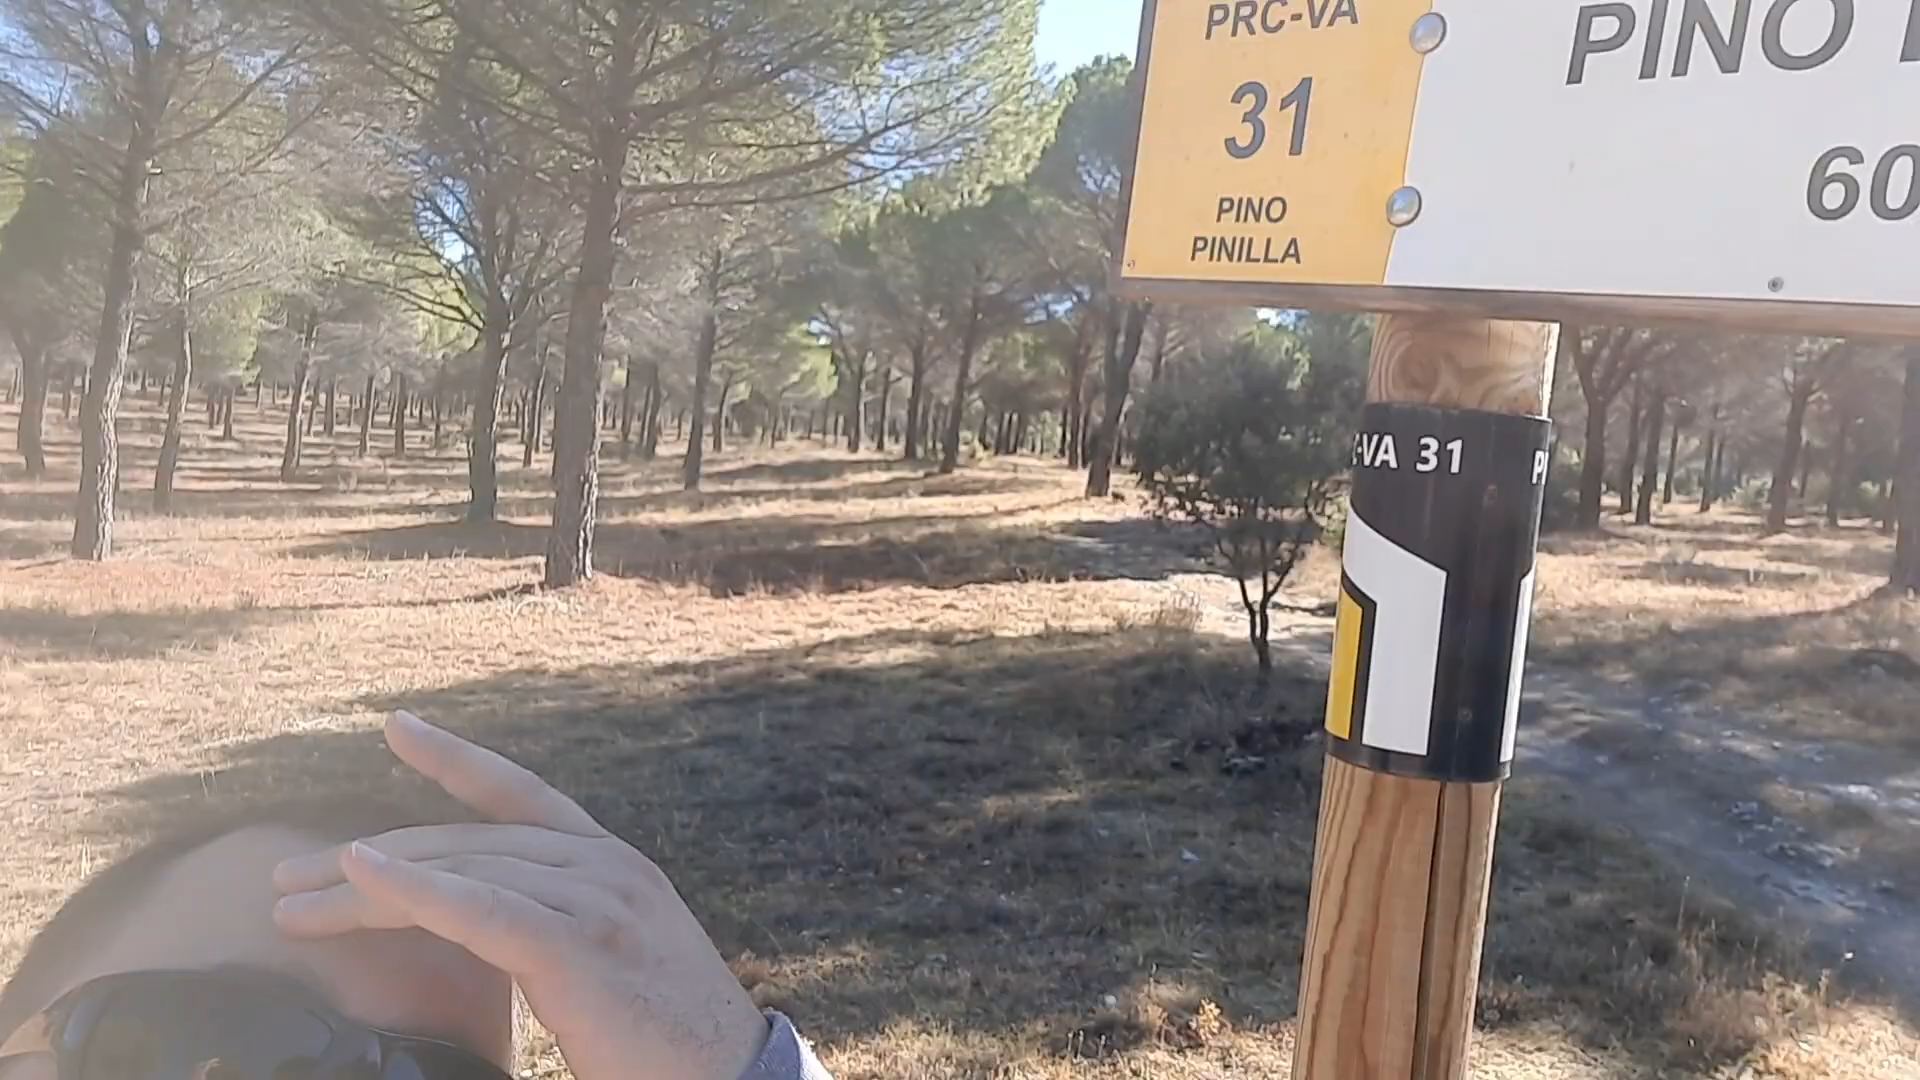 PRC-VA
31
PINO
PINILLA
PINO
60
-VA 31